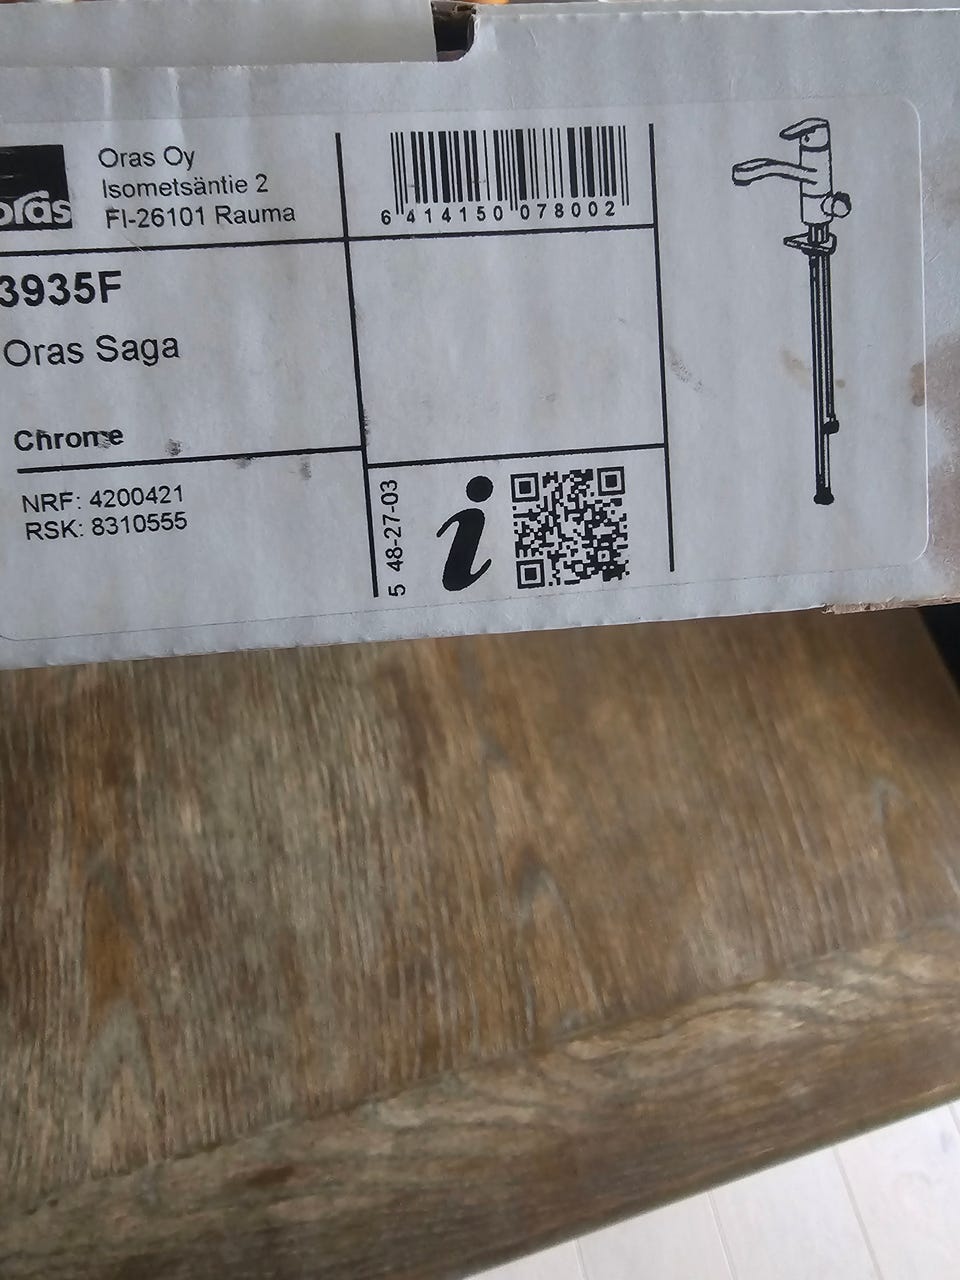 oras
Oras Oy
Isometsäntie 2
FI-26101 Rauma
6 414150 078002
3935F
Oras Saga
Chrome
NRF: 4200421
RSK: 8310555
5 48-27-03
i